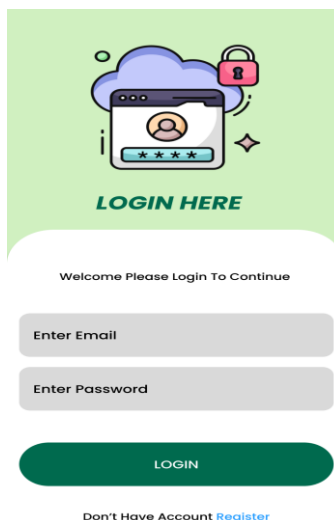 * * * *
LOGIN HERE
Welcome Please Login To Continue
Enter Email
Enter Password
LOGIN
Don't Have Account Register